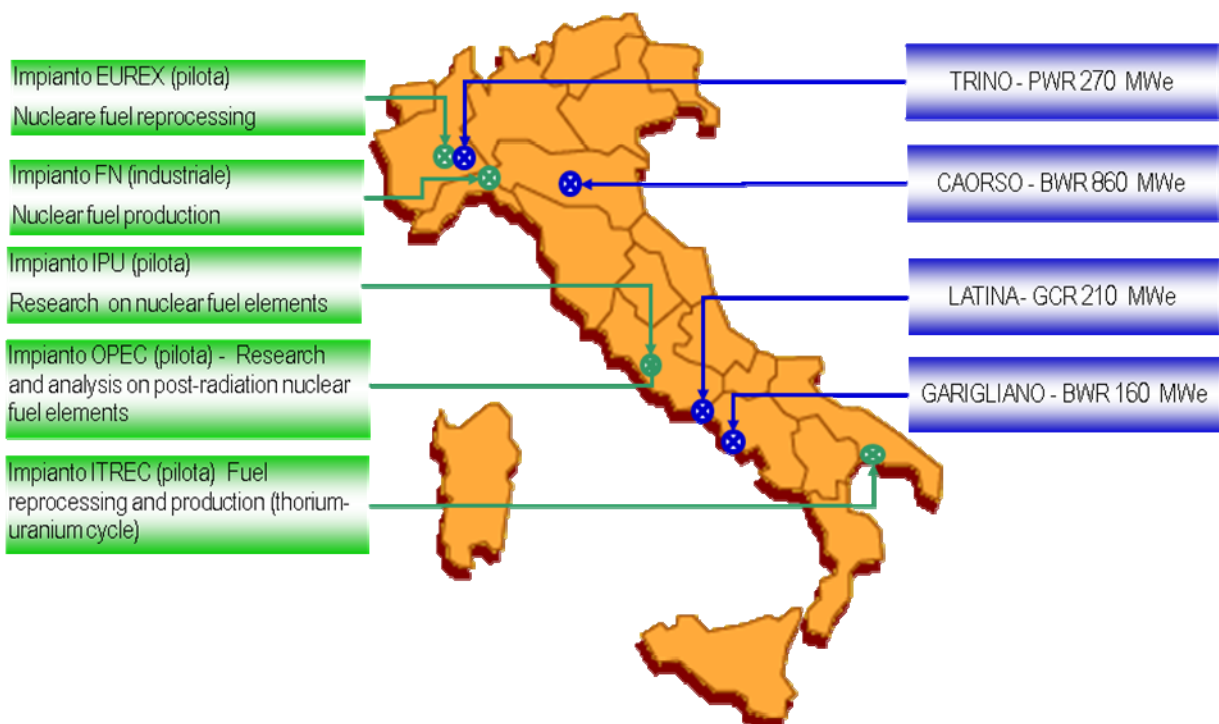 Impianto EUREX (pilota)
Nucleare fuel reprocessing
Impianto FN (industriale)
Nuclear fuel production
Impianto IPU (pilota)
Research on nuclear fuel elements
Impianto OPEC (pilota) - Research
and analysis on post-radiation nuclear
fuel elements
Impianto ITREC (pilota) Fuel
reprocessing and production (thorium-
uranium cycle)
TRINO - PWR 270 MWe
CAORSO - BWR 860 MWe
LATINA- GCR 210 MWe
GARIGLIANO - BWR 160 MWe